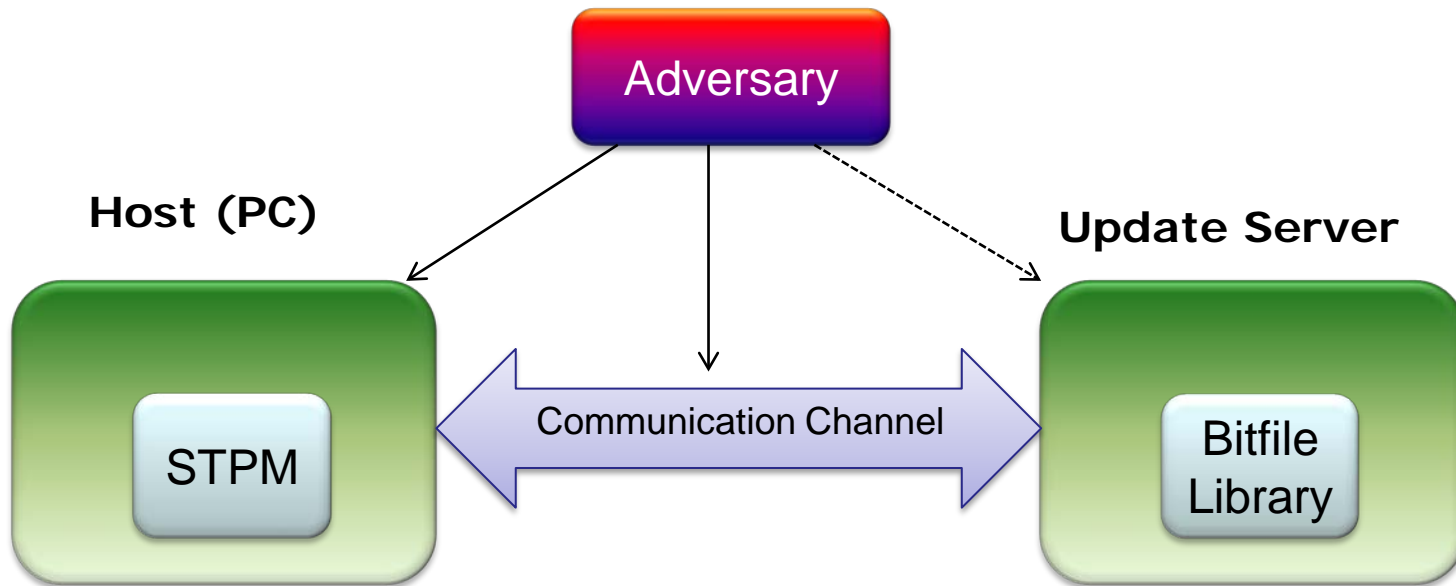 Adversary
Host (PC)
Update Server
Communication Channel
STPM
Bitfile
Library